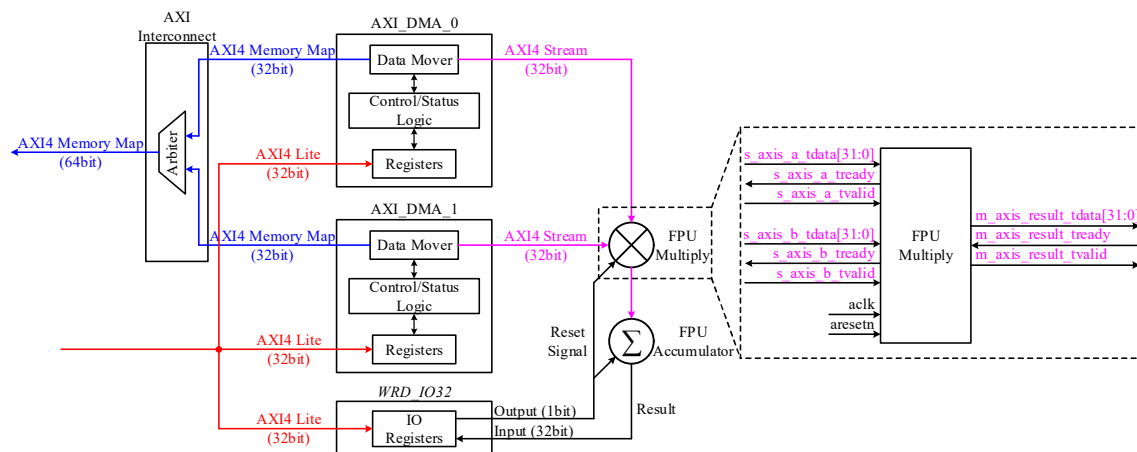 AXI
Interconnect
Arbiter
AXI4 Memory Map
(64bit)
AXI4 Memory Map
(32bit)
AXI4 Lite
(32bit)
AXI_DMA_0
Data Mover
Control/Status
Logic
Registers
AXI4 Stream
(32bit)
AXI4 Memory Map
(32bit)
AXI4 Lite
(32bit)
AXI_DMA_1
Data Mover
Control/Status
Logic
Registers
AXI4 Stream
(32bit)
AXI4 Lite
(32bit)
WRD_IO32
IO
Registers
Output (1bit)
Input (32bit)
Reset
Signal
FPU
Multiply
FPU
Accumulator
Σ
Result
s_axis_a_tdata[31:0]
s_axis_a_tready
s_axis_a_tvalid
s_axis_b_tdata[31:0]
s_axis_b_tready
s_axis_b_tvalid
aclk
aresetn
FPU
Multiply
m_axis_result_tdata[31:0]
m_axis_result_tready
m_axis_result_tvalid